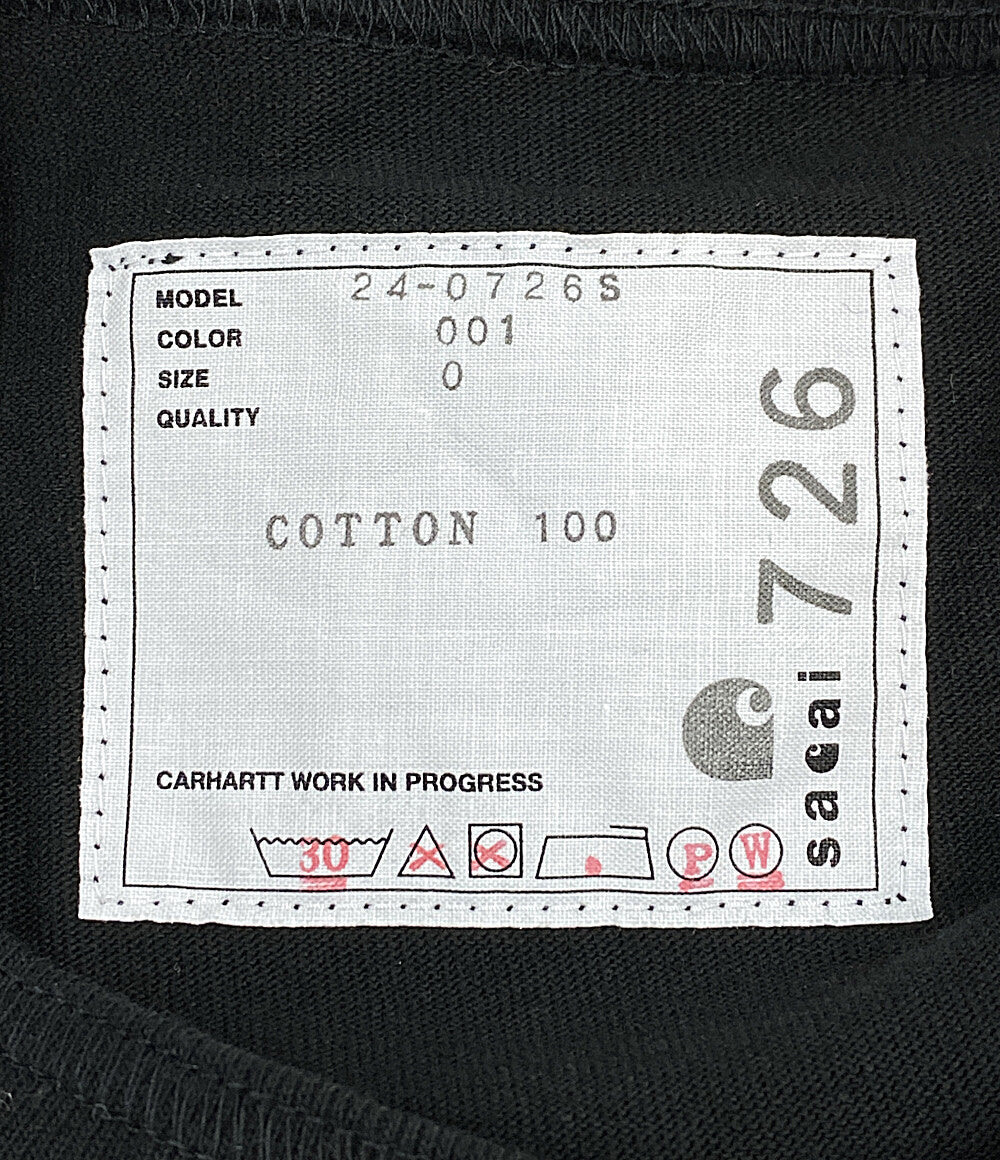 MODEL 24-0726S
COLOR 001
SIZE 0
QUALITY
COTTON 100
CARHARTT WORK IN PROGRESS
30 P W
sacai 726